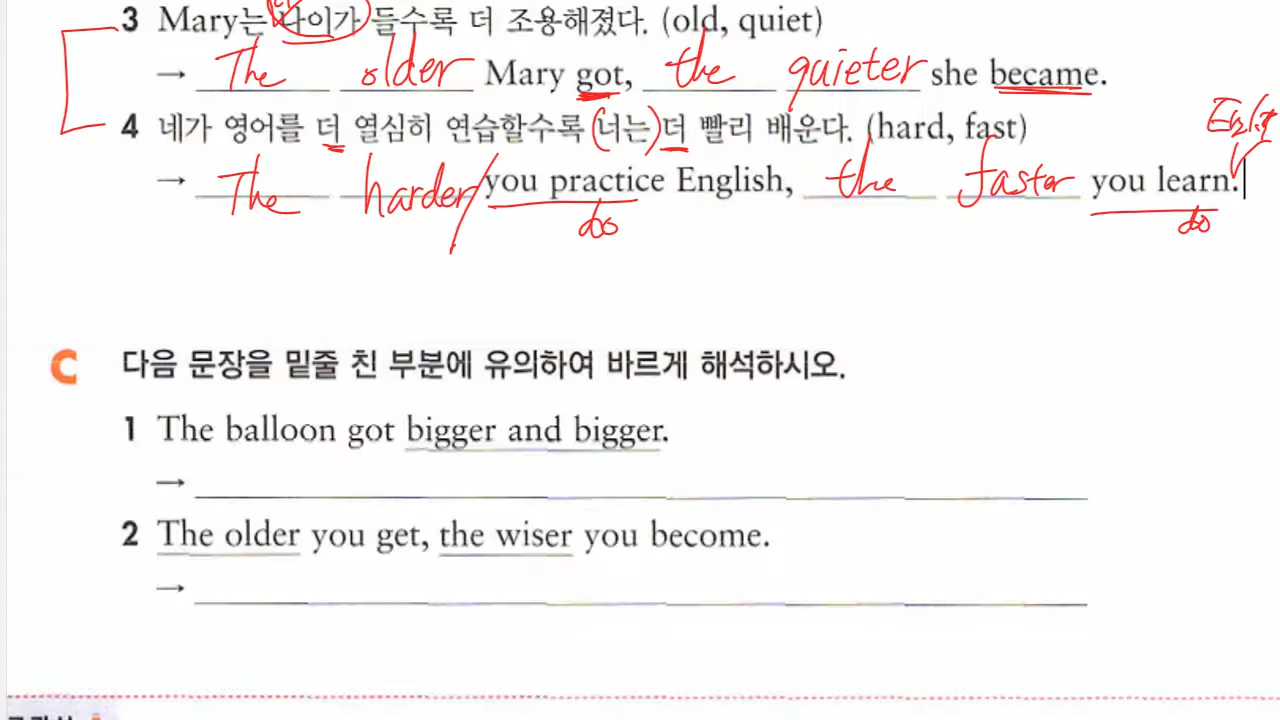 3 Mary는 나이가 들수록 더 조용해졌다. (old, quiet)
→ The older Mary got, the quieter she became.
4 네가 영어를 더 열심히 연습할수록 (너는) 더 빨리 배운다. (hard, fast)
→ The harder / you practice English, the faster you learn.
do do
C 다음 문장을 밑줄 친 부분에 유의하여 바르게 해석하시오.
1 The balloon got bigger and bigger.
→
2 The older you get, the wiser you become.
→